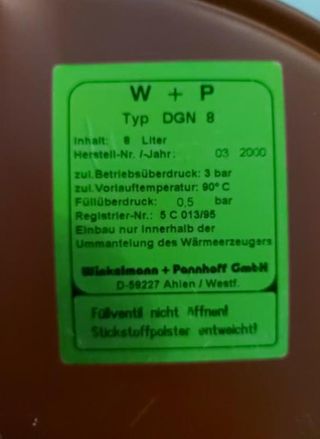 W + P
Typ DGN 8
Inhalt: 8 Liter
Herstell-Nr. /-Jahr: 03 2000
zul.Betriebsüberdruck: 3 bar
zul.Vorlauftemperatur: 90° C
Füllüberdruck: 0,5 bar
Registrier-Nr.: 5 C 013/95
Einbau nur innerhalb der
Ummantelung des Wärmeerzeugers
Winkelmann + Pannhoff GmbH
D-59227 Ahlen / Westf.
Füllventil nicht öffnen!
Stickstoffpolster entweicht!